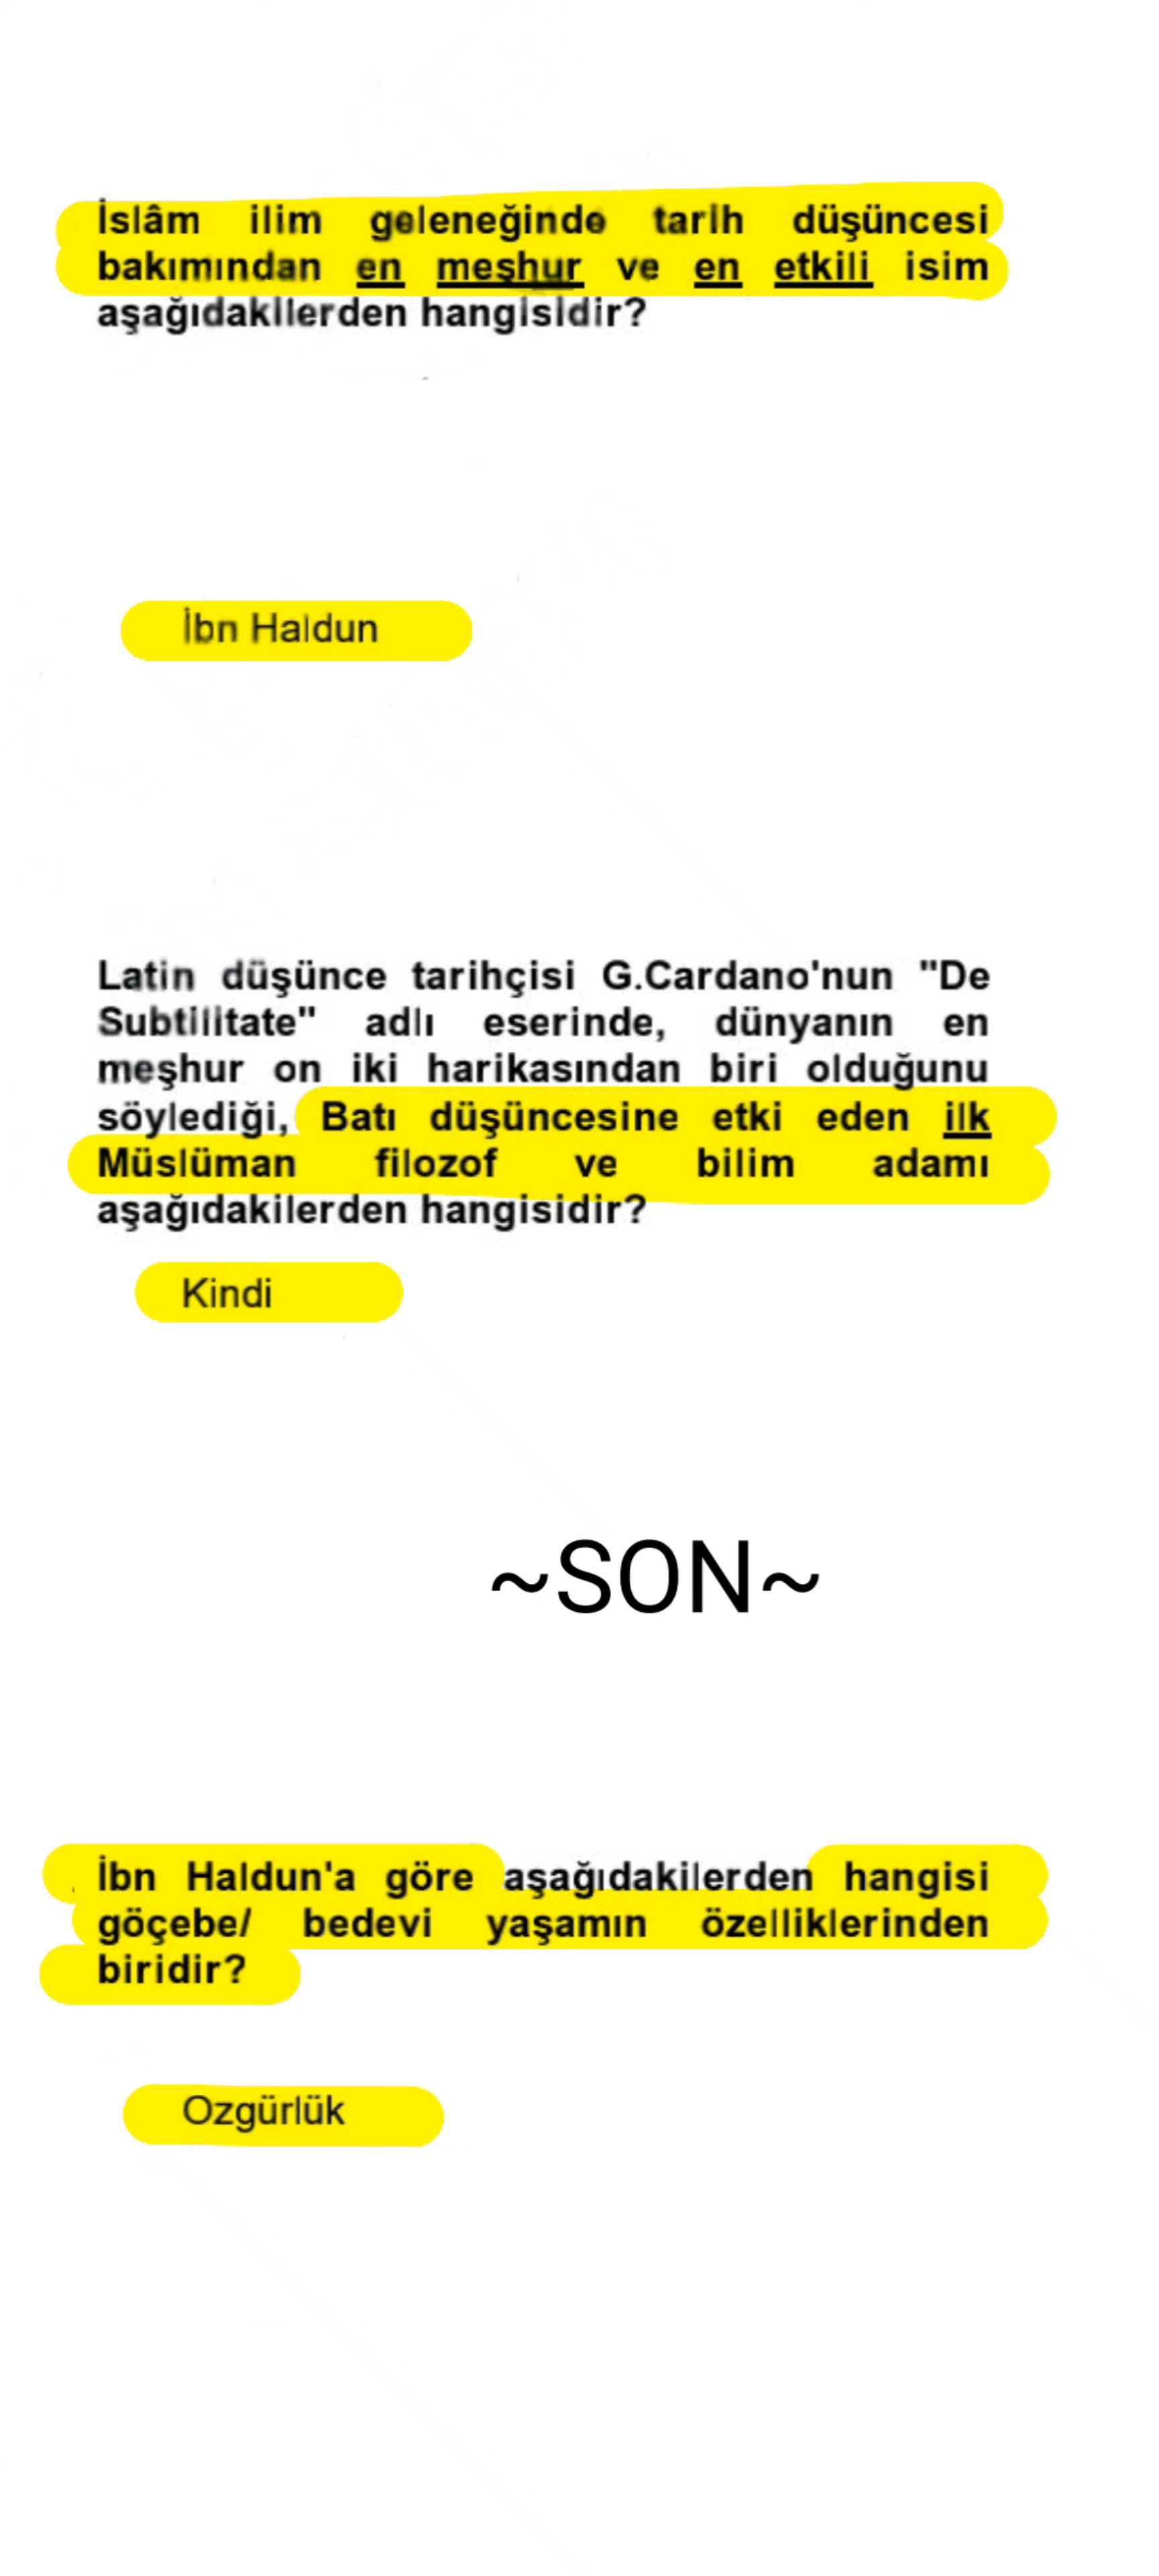 İslâm ilim geleneğinde tarih düşüncesi
bakımından en meşhur ve en etkili isim
aşağıdakilerden hangisidir?
İbn Haldun
Latin düşünce tarihçisi G.Cardano'nun "De
Subtilitate" adlı eserinde, dünyanın en
meşhur on iki harikasından biri olduğunu
söylediği, Batı düşüncesine etki eden ilk
Müslüman filozof ve bilim adamı
aşağıdakilerden hangisidir?
Kindi
~SON~
İbn Haldun'a göre aşağıdakilerden hangisi
göçebe/ bedevi yaşamın özelliklerinden
biridir?
Ozgürlük